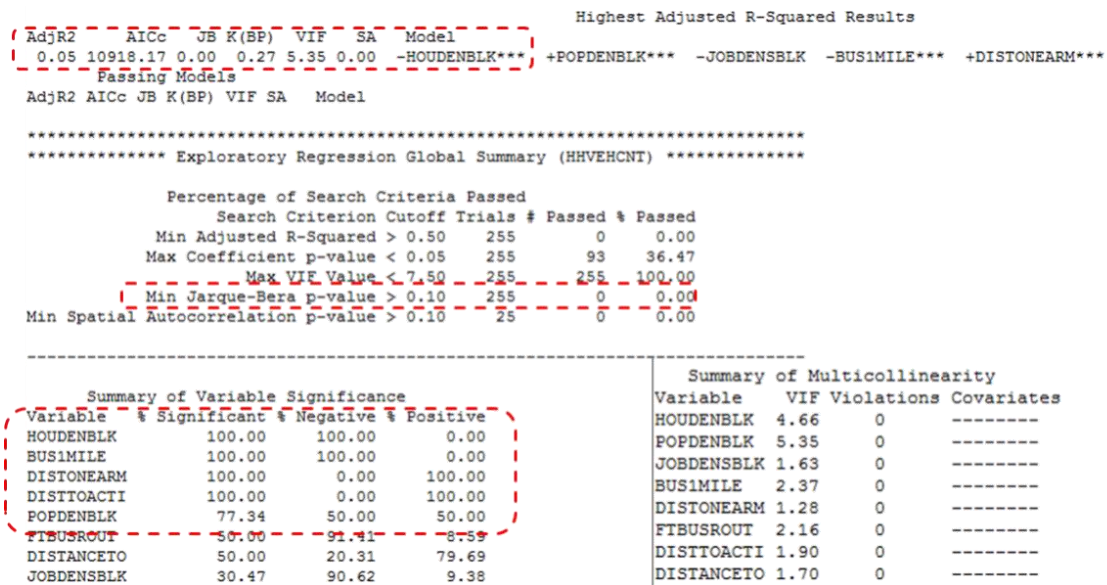 Highest Adjusted R-Squared Results
AdjR2 AICc JB K(BP) VIF SA Model
0.05 10918.17 0.00 0.27 5.35 0.00 -HOUDENBLK*** +POPDENBLK*** -JOBDENSBLK -BUS1MILE*** +DISTONEARM***
Passing Models
AdjR2 AICc JB K(BP) VIF SA Model
******************************************************************************
************** Exploratory Regression Global Summary (HHVEHCNT) **************
Percentage of Search Criteria Passed
Search Criterion Cutoff Trials # Passed % Passed
Min Adjusted R-Squared > 0.50 255 0 0.00
Max Coefficient p-value < 0.05 255 93 36.47
Max VIF Value < 7.50 255 255 100.00
Min Jarque-Bera p-value > 0.10 255 0 0.00
Min Spatial Autocorrelation p-value > 0.10 25 0 0.00
------------------------------------------------------------------------------
Summary of Variable Significance
Variable % Significant % Negative % Positive
HOUDENBLK 100.00 100.00 0.00
BUS1MILE 100.00 100.00 0.00
DISTONEARM 100.00 0.00 100.00
DISTTOACTI 100.00 0.00 100.00
POPDENBLK 77.34 50.00 50.00
FTBUSROUT 50.00 91.41 8.59
DISTANCETO 50.00 20.31 79.69
JOBDENSBLK 30.47 90.62 9.38
Summary of Multicollinearity
Variable VIF Violations Covariates
HOUDENBLK 4.66 0 --------
POPDENBLK 5.35 0 --------
JOBDENSBLK 1.63 0 --------
BUS1MILE 2.37 0 --------
DISTONEARM 1.28 0 --------
FTBUSROUT 2.16 0 --------
DISTTOACTI 1.90 0 --------
DISTANCETO 1.70 0 --------